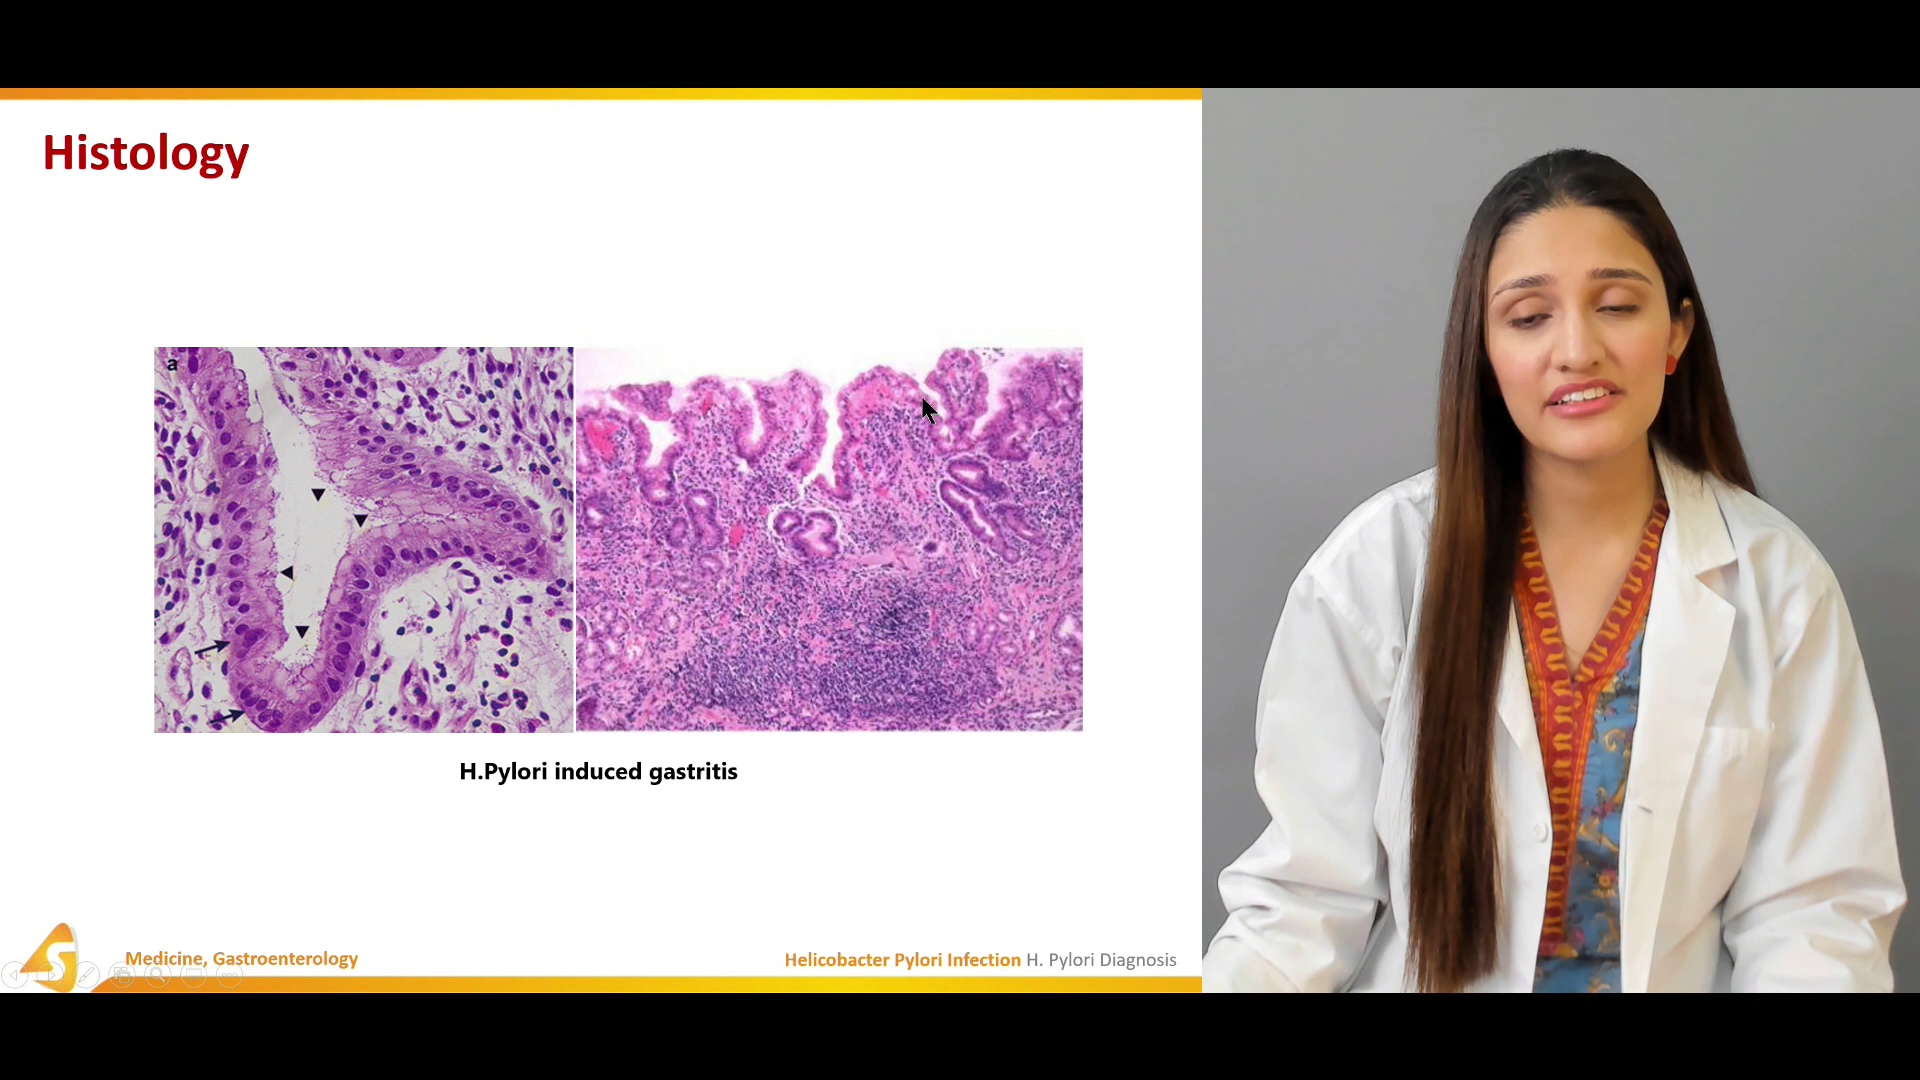 Histology
a
H.Pylori induced gastritis
S
Medicine, Gastroenterology
Helicobacter Pylori Infection H. Pylori Diagnosis